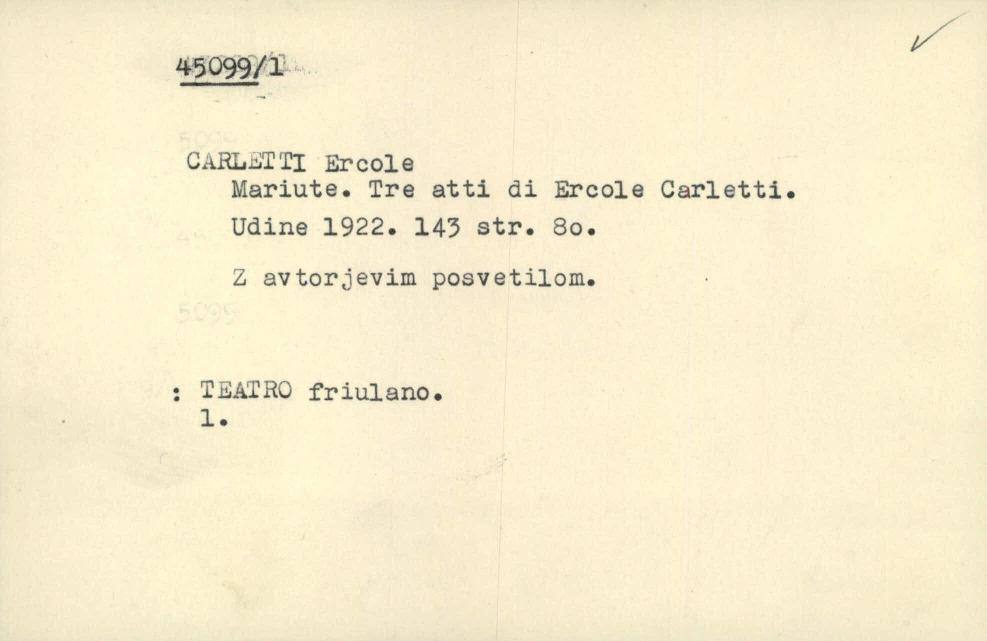 45099/1
CARLETTI Ercole
Mariute. Tre atti di Ercole Carletti.
Udine 1922. 143 str. 8o.
Z avtorjevim posvetilom.
: TEATRO friulano.
1.